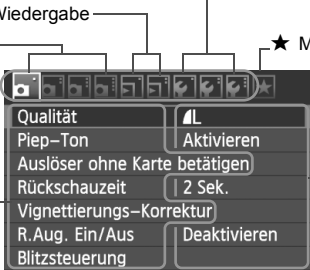 Wiedergabe
★ M
Qualität L
Piep-Ton Aktivieren
Auslöser ohne Karte betätigen
Rückschauzeit 2 Sek.
Vignettierungs-Korrektur
R.Aug. Ein/Aus Deaktivieren
Blitzsteuerung